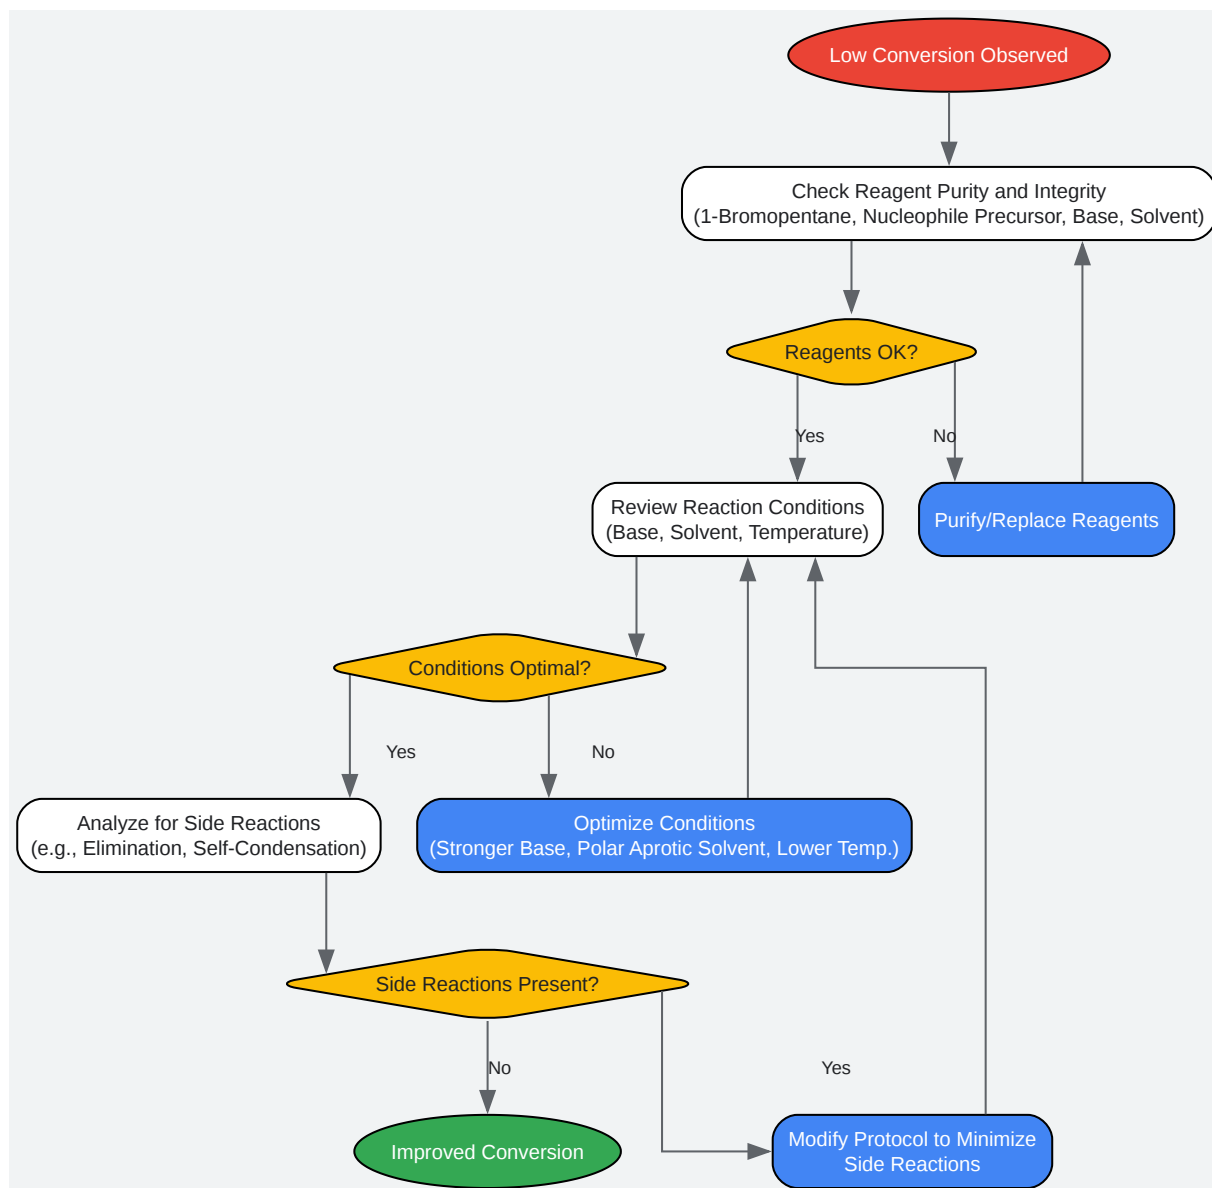 Low Conversion Observed
Check Reagent Purity and Integrity
(1-Bromopentane, Nucleophile Precursor, Base, Solvent)
Reagents OK?
Yes
No
Review Reaction Conditions
(Base, Solvent, Temperature)
Purify/Replace Reagents
Conditions Optimal?
Yes
No
Analyze for Side Reactions
(e.g., Elimination, Self-Condensation)
Optimize Conditions
(Stronger Base, Polar Aprotic Solvent, Lower Temp.)
Side Reactions Present?
No
Yes
Improved Conversion
Modify Protocol to Minimize
Side Reactions